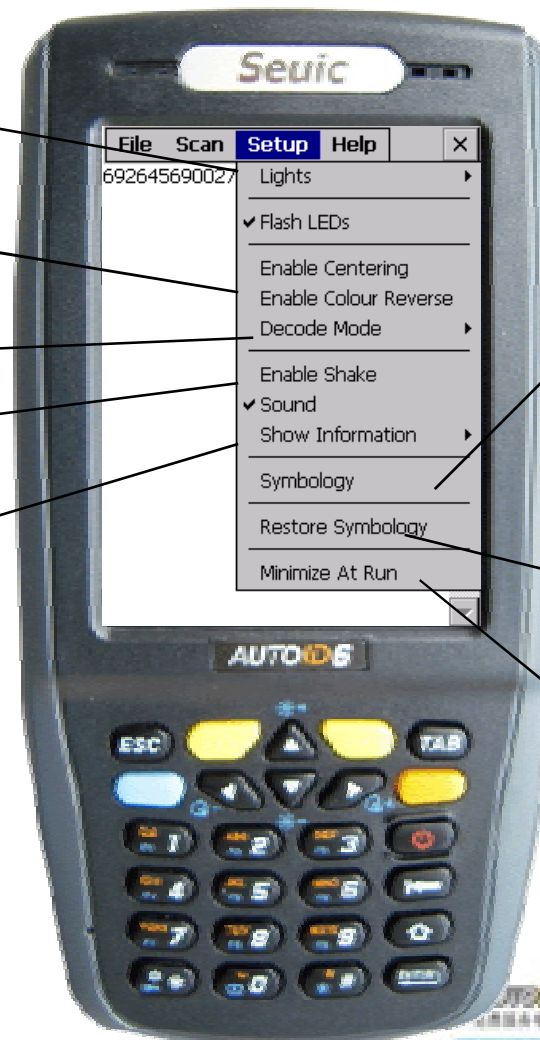 Seuic
File Scan Setup Help ×
692645690027
Lights
Flash LEDs
Enable Centering
Enable Colour Reverse
Decode Mode
Enable Shake
Sound
Show Information
Symbology
Restore Symbology
Minimize At Run
AUTOID6
ESC
TAB
1 2 3
4 5 6
7 8 9
* 0 #